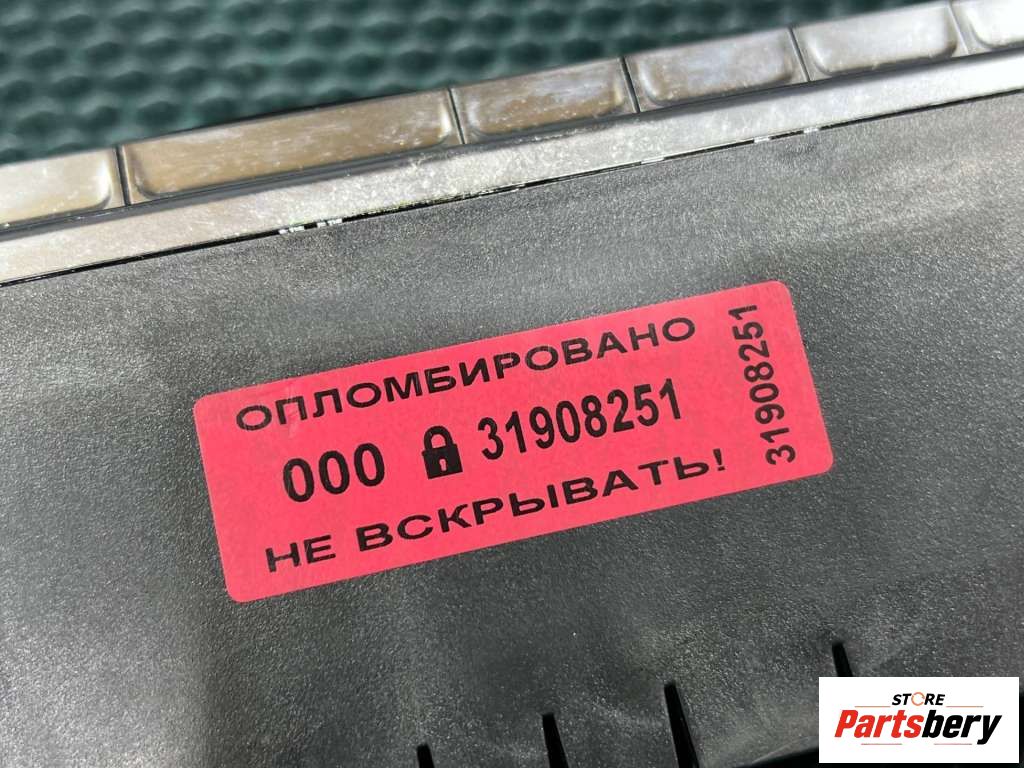 ОПЛОМБИРОВАНО
000 31908251
НЕ ВСКРЫВАТЬ!
31908251
STORE
Partsbery